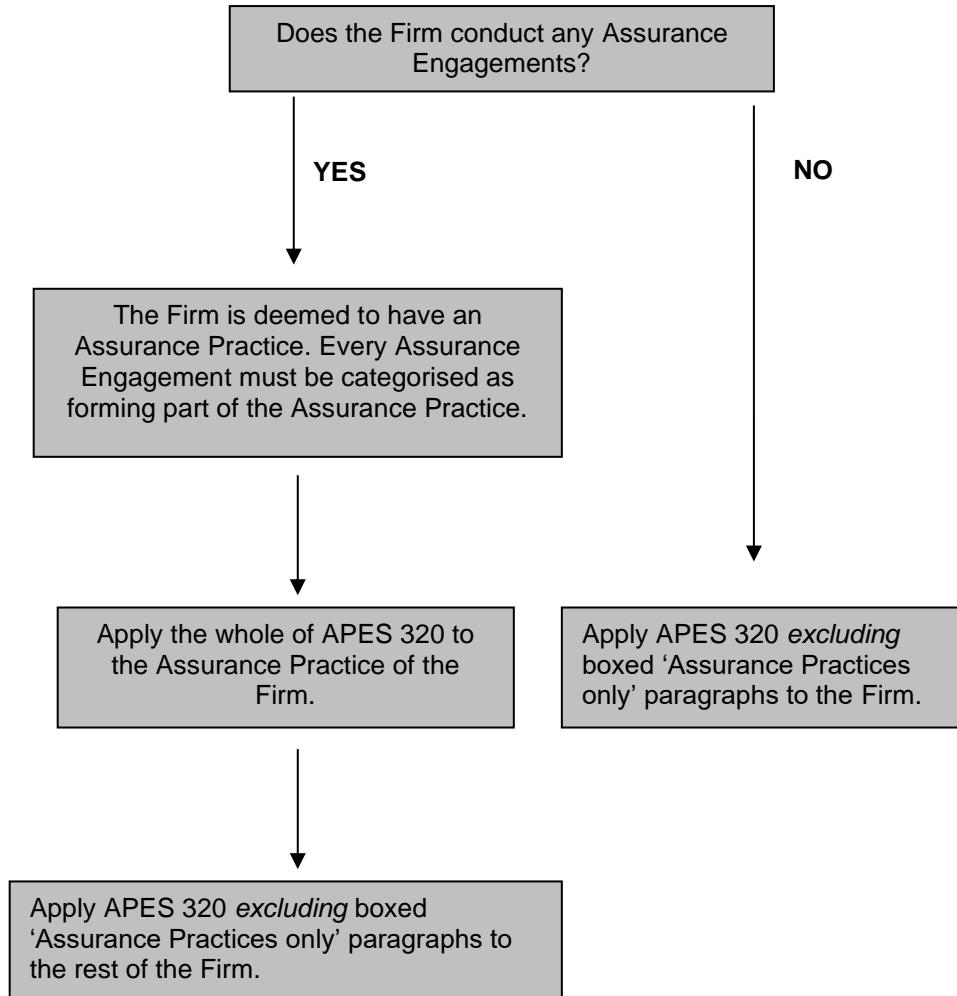 Does the Firm conduct any Assurance
Engagements?
YES
NO
The Firm is deemed to have an
Assurance Practice. Every Assurance
Engagement must be categorised as
forming part of the Assurance Practice.
Apply the whole of APES 320 to
the Assurance Practice of the
Firm.
Apply APES 320 excluding
boxed ‘Assurance Practices
only’ paragraphs to the Firm.
Apply APES 320 excluding boxed
‘Assurance Practices only’ paragraphs to
the rest of the Firm.